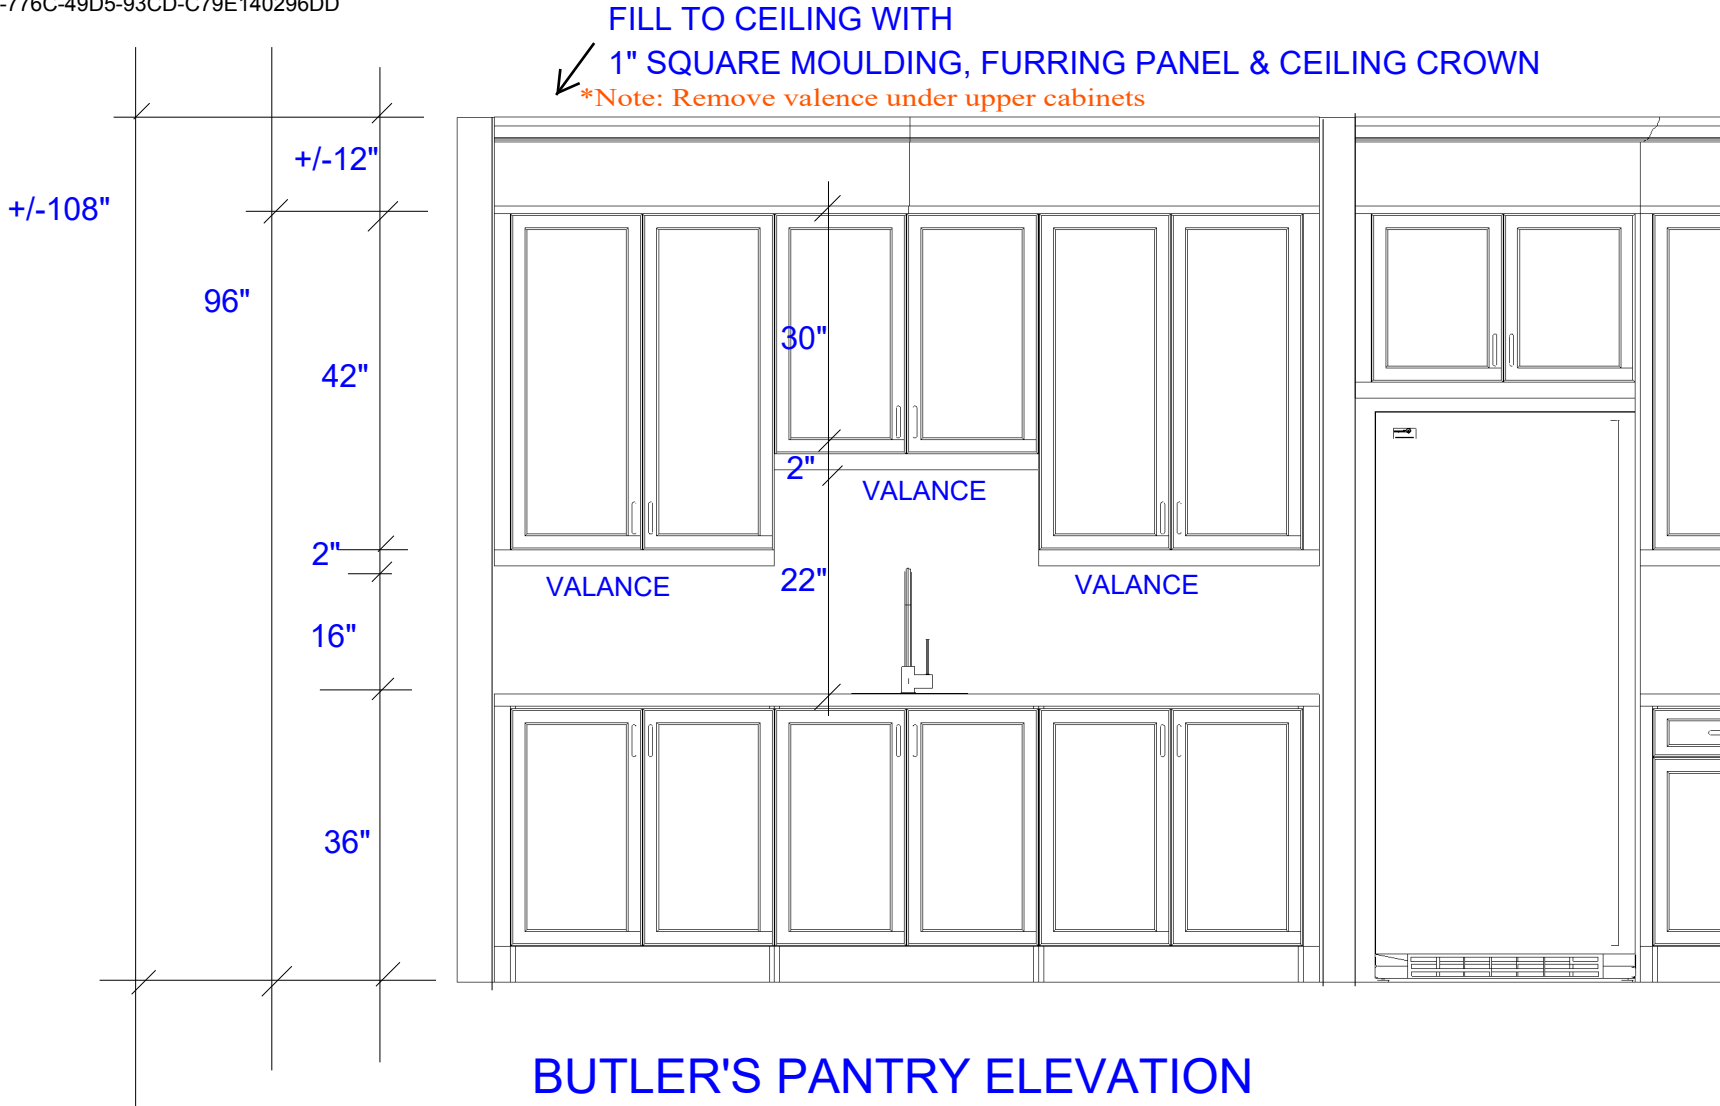 -776C-49D5-93CD-C79E140296DD
FILL TO CEILING WITH
1" SQUARE MOULDING, FURRING PANEL & CEILING CROWN
*Note: Remove valence under upper cabinets
+/-12"
+/-108"
96"
30"
42"
2"
VALANCE
2"
VALANCE
22"
VALANCE
16"
36"
BUTLER'S PANTRY ELEVATION